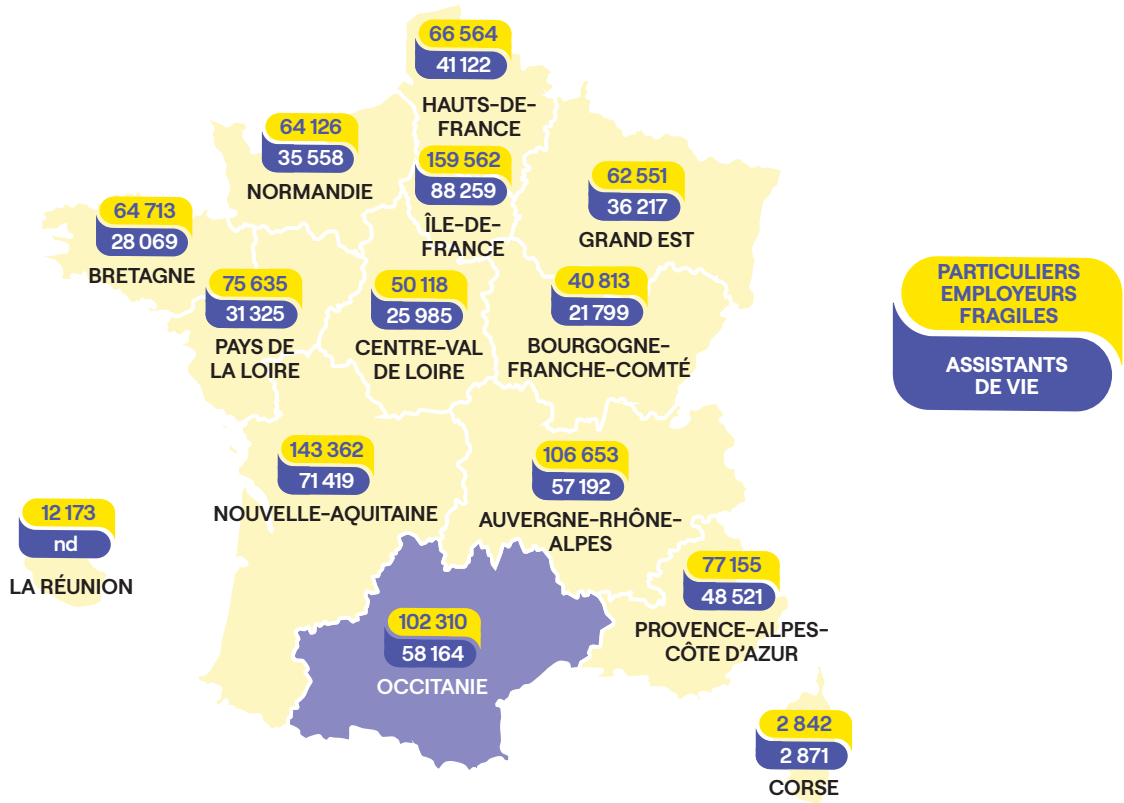 66 564
41 122
HAUTS-DE-
FRANCE
64 126
35 558
NORMANDIE
159 562
88 259
ÎLE-DE-
FRANCE
62 551
36 217
GRAND EST
64 713
28 069
BRETAGNE
75 635
31 325
PAYS DE
LA LOIRE
50 118
25 985
CENTRE-VAL
DE LOIRE
40 813
21 799
BOURGOGNE-
FRANCHE-COMTÉ
PARTICULIERS
EMPLOYEURS
FRAGILES
ASSISTANTS
DE VIE
143 362
71 419
NOUVELLE-AQUITAINE
106 653
57 192
AUVERGNE-RHÔNE-
ALPES
12 173
nd
LA RÉUNION
77 155
48 521
PROVENCE-ALPES-
CÔTE D'AZUR
102 310
58 164
OCCITANIE
2 842
2 871
CORSE